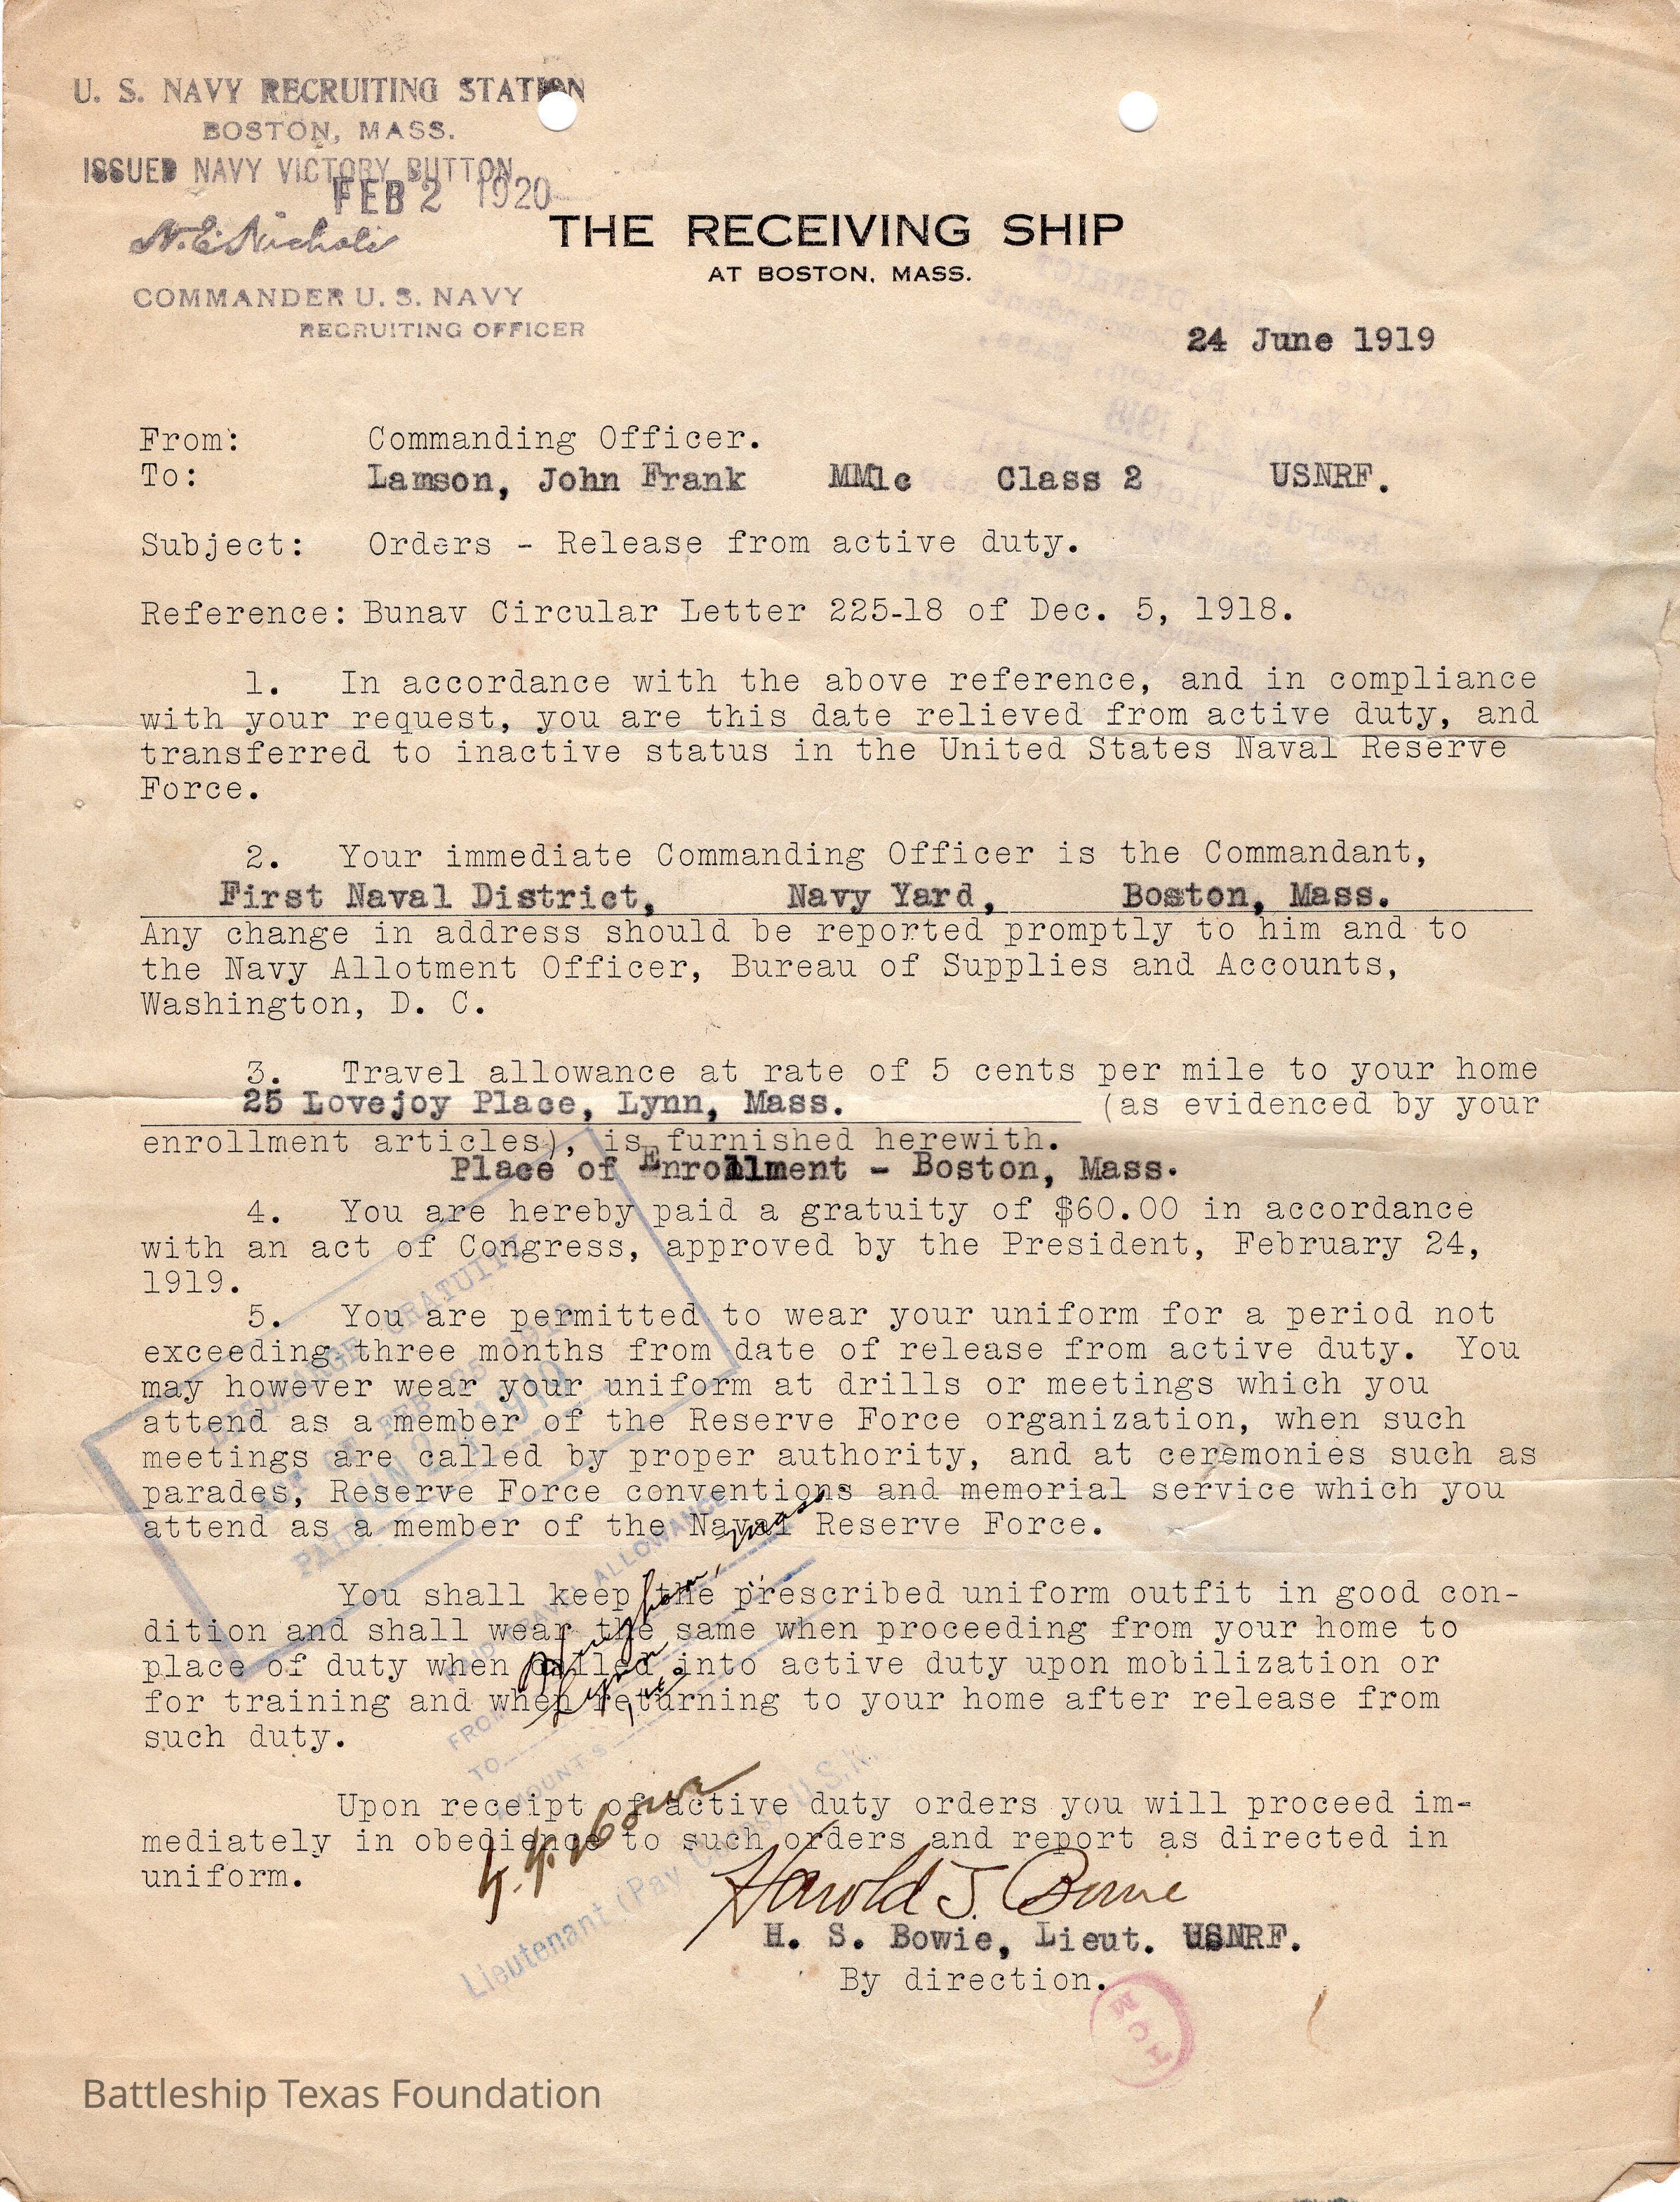 U. S. NAVY RECRUITING STATION
BOSTON, MASS.
ISSUED NAVY VICTORY BUTTON
FEB 2 1920
N. E. Nichols
COMMANDER U. S. NAVY
RECRUITING OFFICER
THE RECEIVING SHIP
AT BOSTON, MASS.
24 June 1919
From: Commanding Officer.
To: Lamson, John Frank MM1c Class 2 USNRF.
Subject: Orders - Release from active duty.
Reference: Bunav Circular Letter 225-18 of Dec. 5, 1918.
1. In accordance with the above reference, and in compliance
with your request, you are this date relieved from active duty, and
transferred to inactive status in the United States Naval Reserve
Force.
2. Your immediate Commanding Officer is the Commandant,
First Naval District, Navy Yard, Boston, Mass.
Any change in address should be reported promptly to him and to
the Navy Allotment Officer, Bureau of Supplies and Accounts,
Washington, D. C.
3. Travel allowance at rate of 5 cents per mile to your home
25 Lovejoy Place, Lynn, Mass. (as evidenced by your
enrollment articles), is furnished herewith.
Place of Enrollment - Boston, Mass.
4. You are hereby paid a gratuity of $60.00 in accordance
with an act of Congress, approved by the President, February 24,
1919.
5. You are permitted to wear your uniform for a period not
exceeding three months from date of release from active duty. You
may however wear your uniform at drills or meetings which you
attend as a member of the Reserve Force organization, when such
meetings are called by proper authority, and at ceremonies such as
parades, Reserve Force conventions and memorial service which you
attend as a member of the Naval Reserve Force.
You shall keep the prescribed uniform outfit in good con-
dition and shall wear the same when proceeding from your home to
place of duty when called into active duty upon mobilization or
for training and when returning to your home after release from
such duty.
Upon receipt of active duty orders you will proceed im-
mediately in obedience to such orders and report as directed in
uniform.
GRATUITY
PAID JUN
TRAVEL ALLOWANCE
FROM Hingham, Mass
TO Lynn
AMOUNT $
Lieutenant (Pay U.S.N.
Harold S. Bowie
H. S. Bowie, Lieut. USNRF.
By direction.
Battleship Texas Foundation